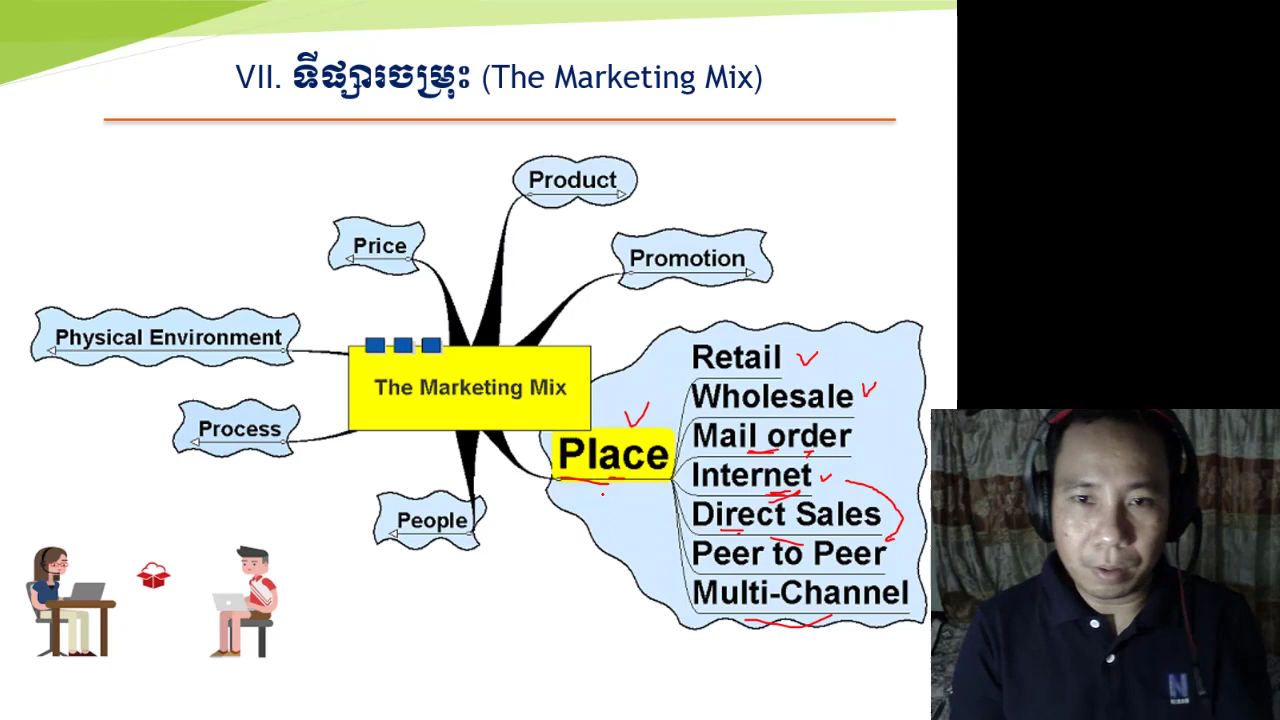 VII. ទីផ្សារចម្រុះ (The Marketing Mix)
Product
Price
Promotion
Physical Environment
The Marketing Mix
Process
People
Place
Retail
Wholesale
Mail order
Internet
Direct Sales
Peer to Peer
Multi-Channel
N